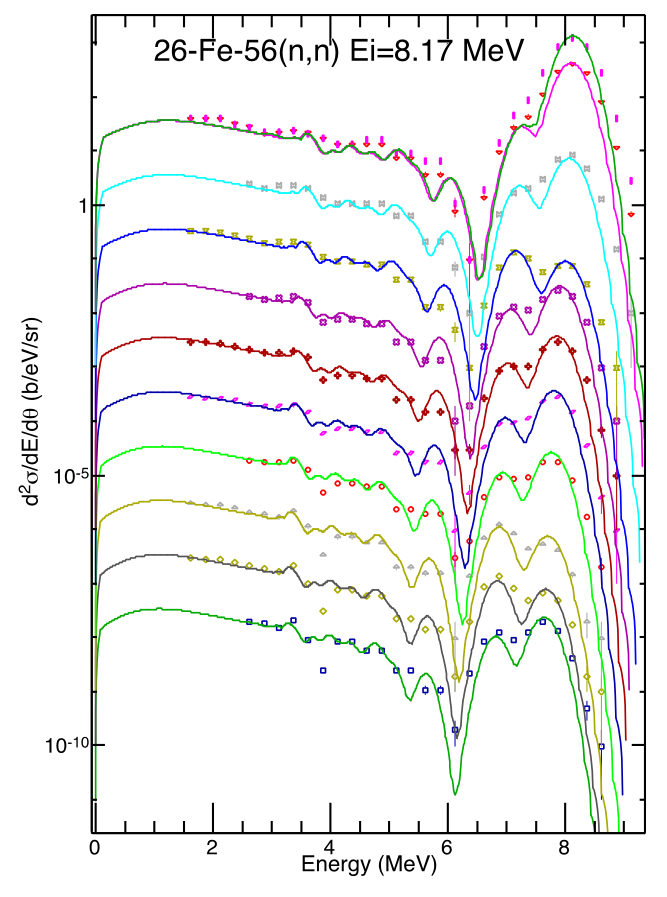 26-Fe-56(n,n) Ei=8.17 MeV
d²σ/dE/dθ (b/eV/sr)
1
10⁻⁵
10⁻¹⁰
0 2 4 6 8
Energy (MeV)